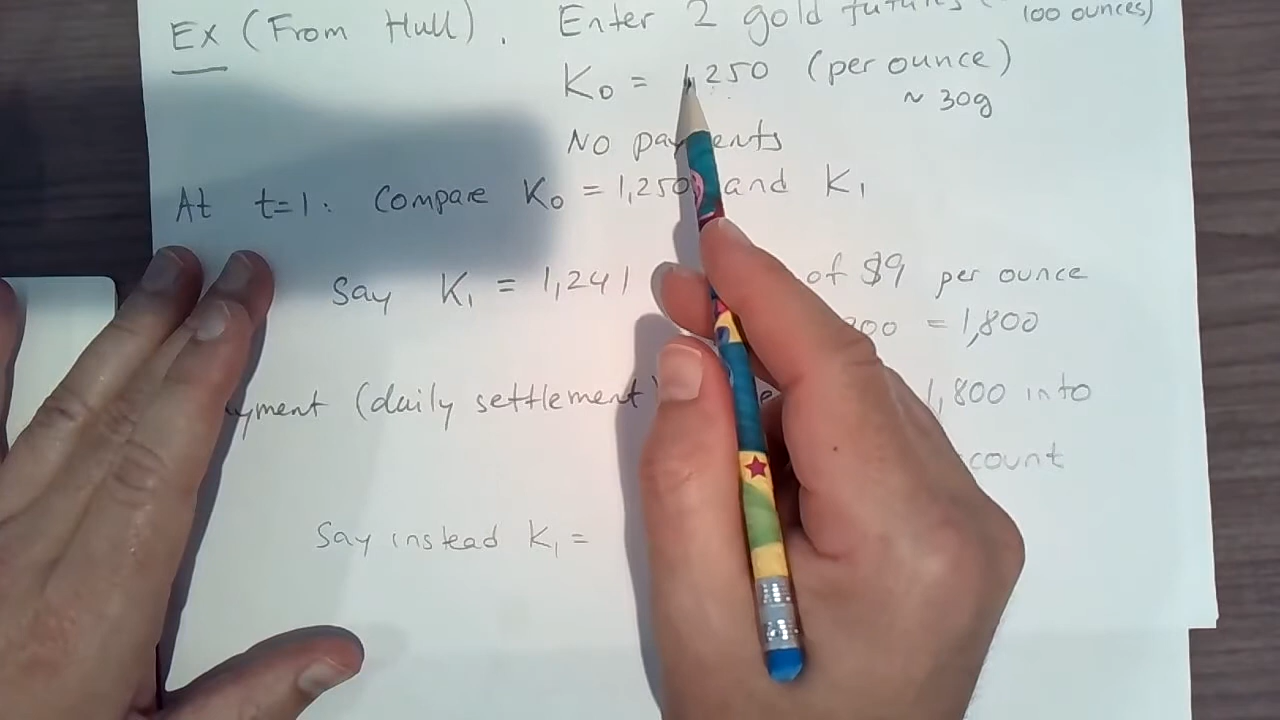 Ex (From Hull). Enter 2 gold futures (
100 ounces)
K0 = 1,250 (per ounce)
~ 30g
No payments
At t=1: Compare K0 = 1,250 and K1
Say K1 = 1,241 of $9 per ounce
= 1,800
(daily settlement) 1,800 into
Say instead K1 =